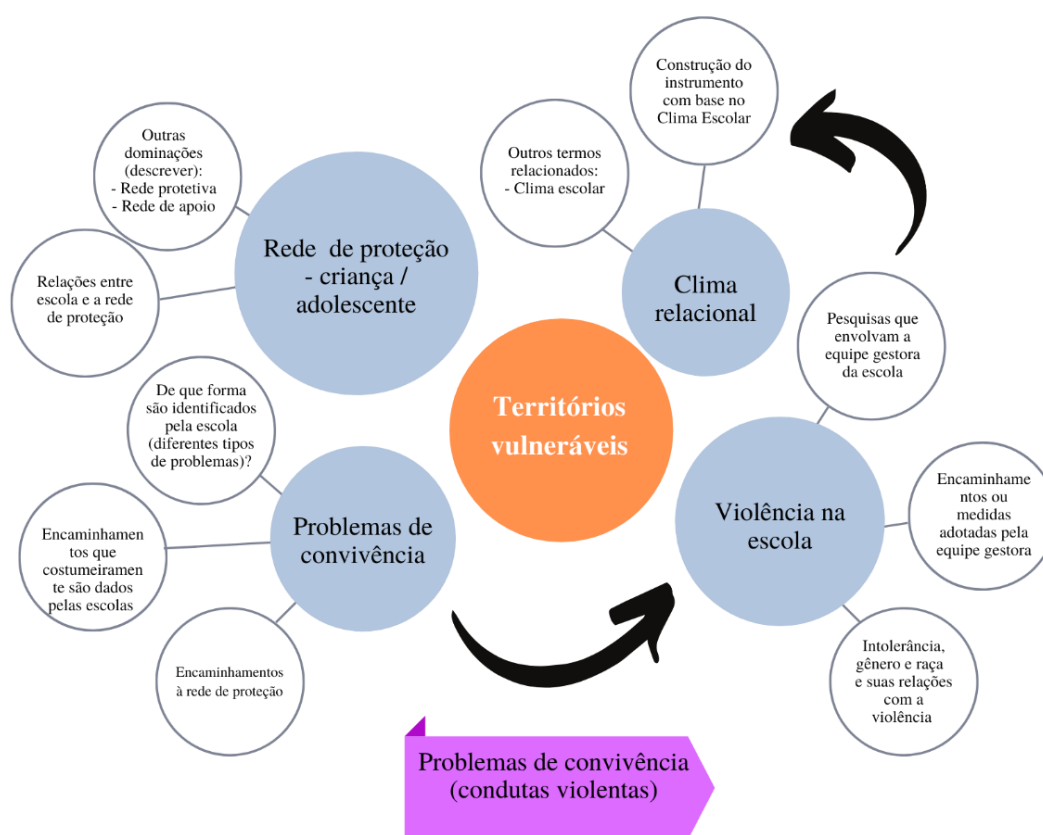 Construção do
instrumento
com base no
Clima Escolar
Outras
dominações
(descrever):
- Rede protetiva
- Rede de apoio
Outros termos
relacionados:
- Clima escolar
Rede de proteção
- criança /
adolescente
Clima
relacional
Relações entre
escola e a rede
de proteção
Pesquisas que
envolvam a
equipe gestora
da escola
De que forma
são identificados
pela escola
(diferentes tipos
de problemas)?
Territórios
vulneráveis
Problemas de
convivência
Violência na
escola
Encaminhame
ntos ou
medidas
adotadas pela
equipe gestora
Encaminhamen
tos que
costumeiramen
te são dados
pelas escolas
Encaminhamentos
à rede de proteção
Intolerância,
gênero e raça
e suas relações
com a
violência
Problemas de convivência
(condutas violentas)